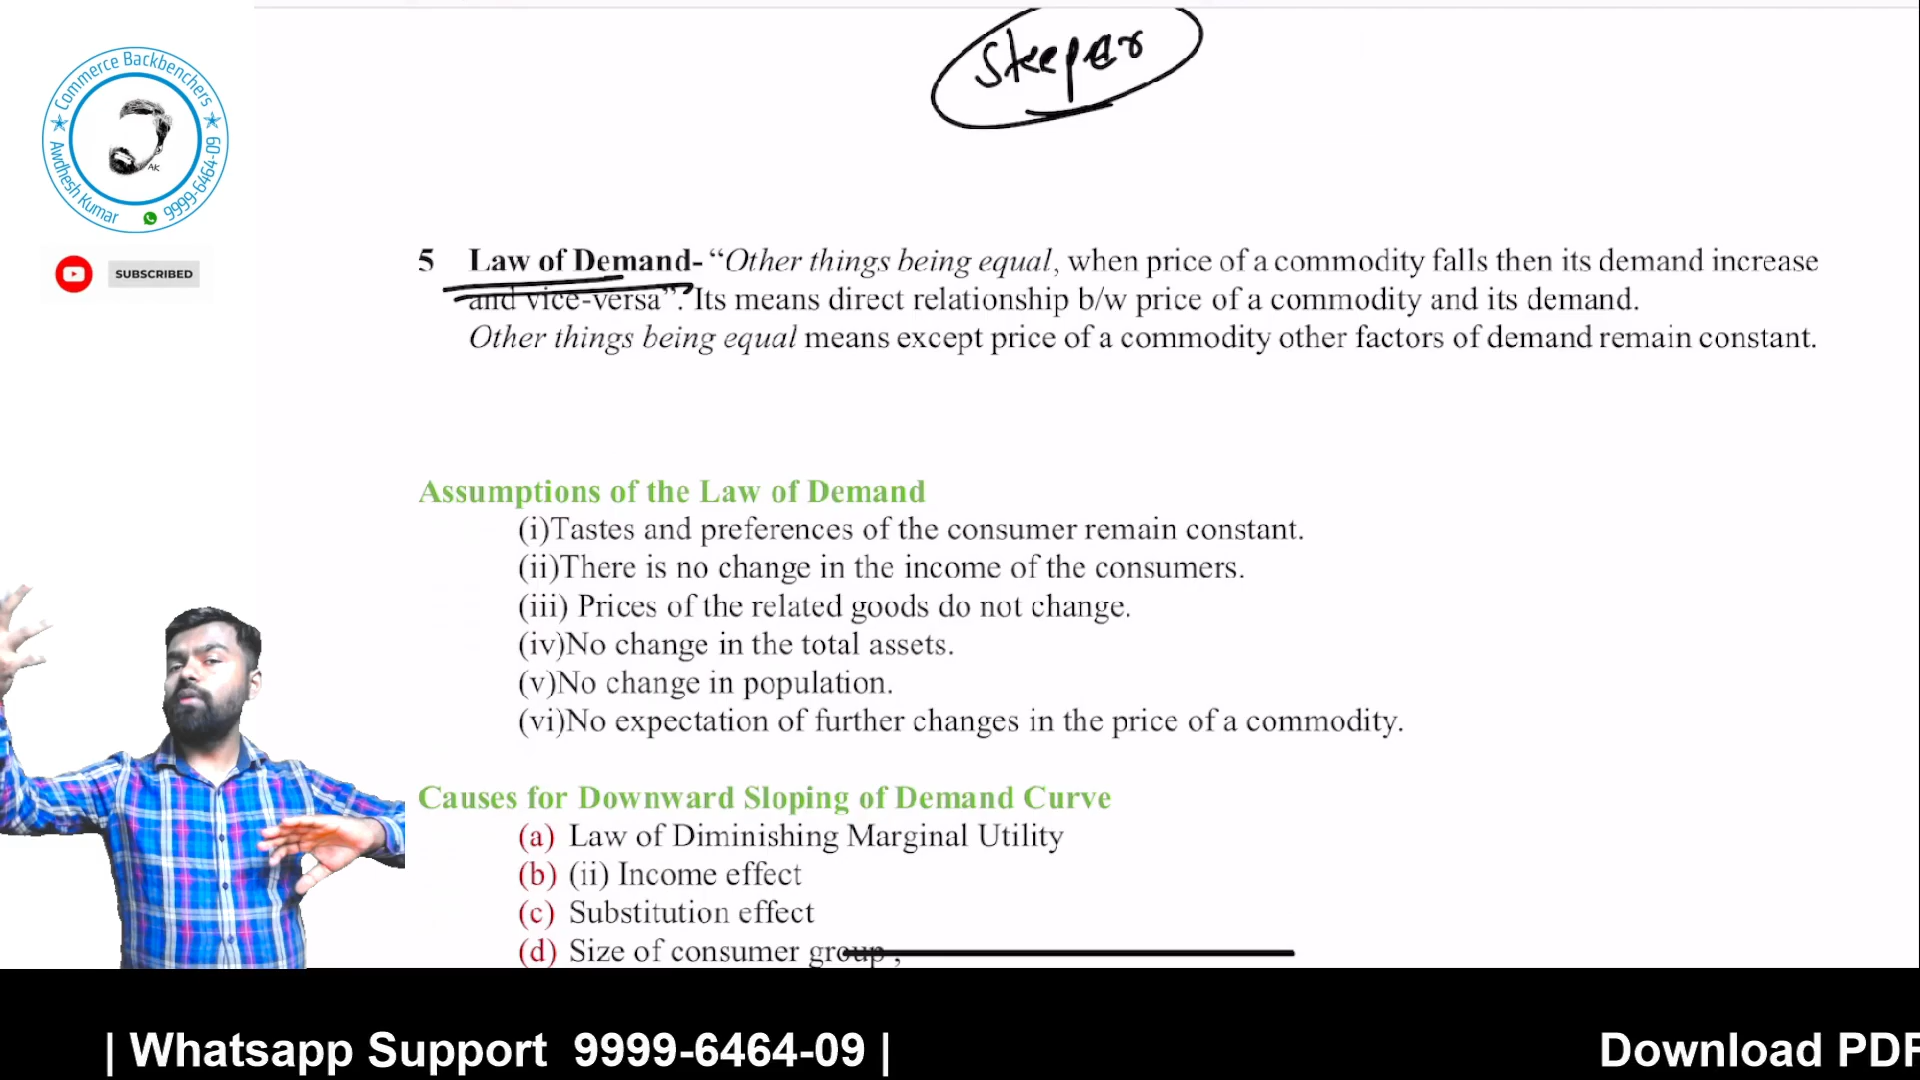 Steeper
Commerce Backbenchers
Awdhesh Kumar
9999-6464-09
AK
SUBSCRIBED
5 Law of Demand- “Other things being equal, when price of a commodity falls then its demand increase
and vice-versa”. Its means direct relationship b/w price of a commodity and its demand.
Other things being equal means except price of a commodity other factors of demand remain constant.
Assumptions of the Law of Demand
(i)Tastes and preferences of the consumer remain constant.
(ii)There is no change in the income of the consumers.
(iii) Prices of the related goods do not change.
(iv)No change in the total assets.
(v)No change in population.
(vi)No expectation of further changes in the price of a commodity.
Causes for Downward Sloping of Demand Curve
(a) Law of Diminishing Marginal Utility
(b) (ii) Income effect
(c) Substitution effect
(d) Size of consumer group ,
| Whatsapp Support 9999-6464-09 |
Download PDF